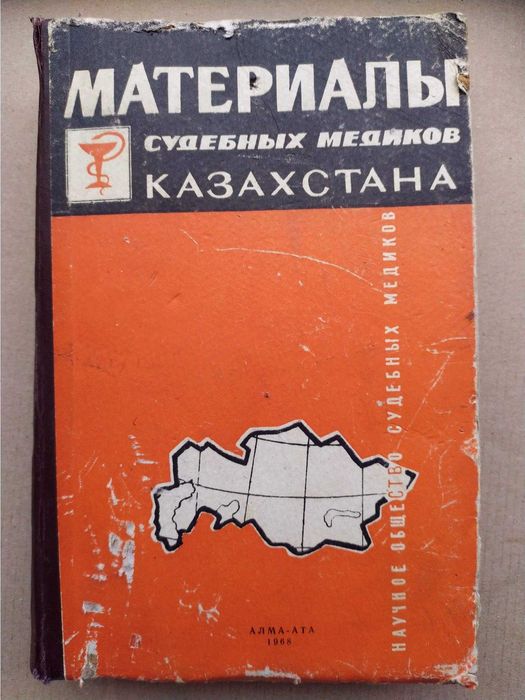 МАТЕРИАЛЫ
СУДЕБНЫХ МЕДИКОВ
КАЗАХСТАНА
НАУЧНОЕ ОБЩЕСТВО СУДЕБНЫХ МЕДИКОВ
АЛМА-АТА
1968